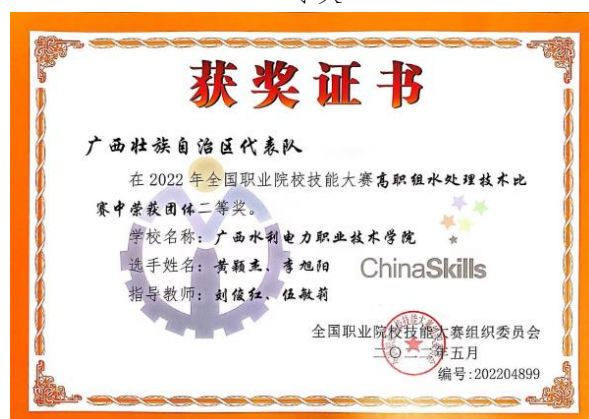 获奖证书
广西壮族自治区代表队
在2022年全国职业院校技能大赛高职组水处理技术比
赛中荣获团体二等奖。
学校名称：广西水利电力职业技术学院
选手姓名：黄颖杰、李旭阳
指导教师：刘俊红、伍敏莉
ChinaSkills
全国职业院校技能大赛组织委员会
二〇二二年五月
编号:202204899